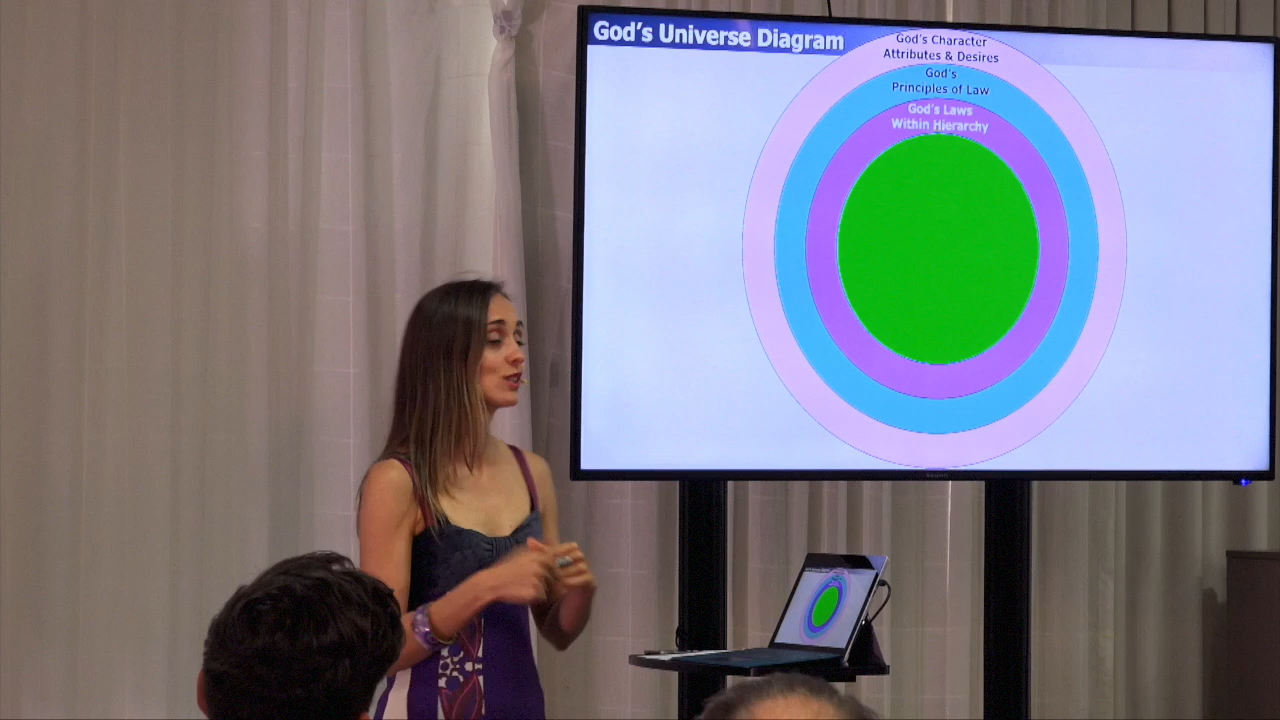 God's Universe Diagram
God's Character
Attributes & Desires
God's
Principles of Law
God's Laws
Within Hierarchy